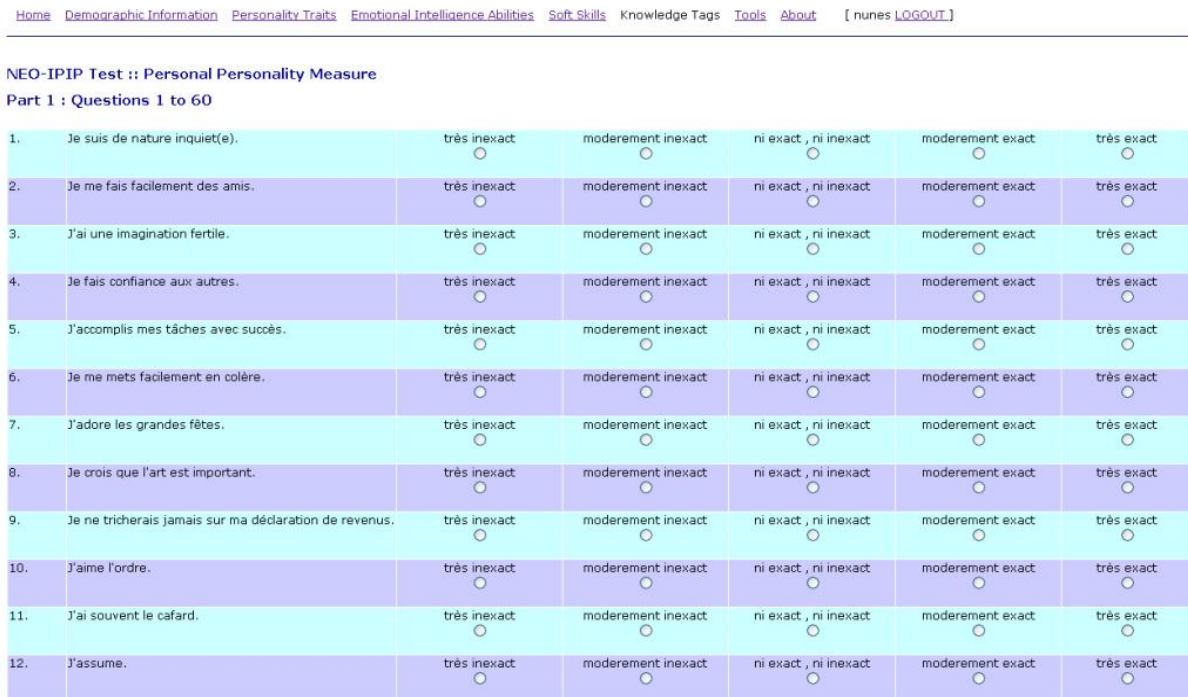 Home Demographic Information Personality Traits Emotional Intelligence Abilities Soft Skills Knowledge Tags Tools About [ nunes LOGOUT ]
NEO-IPIP Test :: Personal Personality Measure
Part 1 : Questions 1 to 60
1. Je suis de nature inquiet(e). très inexact moderement inexact ni exact , ni inexact moderement exact très exact
2. Je me fais facilement des amis. très inexact moderement inexact ni exact , ni inexact moderement exact très exact
3. J'ai une imagination fertile. très inexact moderement inexact ni exact , ni inexact moderement exact très exact
4. Je fais confiance aux autres. très inexact moderement inexact ni exact , ni inexact moderement exact très exact
5. J'accomplis mes tâches avec succès. très inexact moderement inexact ni exact , ni inexact moderement exact très exact
6. Je me mets facilement en colère. très inexact moderement inexact ni exact , ni inexact moderement exact très exact
7. J'adore les grandes fêtes. très inexact moderement inexact ni exact , ni inexact moderement exact très exact
8. Je crois que l'art est important. très inexact moderement inexact ni exact , ni inexact moderement exact très exact
9. Je ne tricherais jamais sur ma déclaration de revenus. très inexact moderement inexact ni exact , ni inexact moderement exact très exact
10. J'aime l'ordre. très inexact moderement inexact ni exact , ni inexact moderement exact très exact
11. J'ai souvent le cafard. très inexact moderement inexact ni exact , ni inexact moderement exact très exact
12. J'assume. très inexact moderement inexact ni exact , ni inexact moderement exact très exact